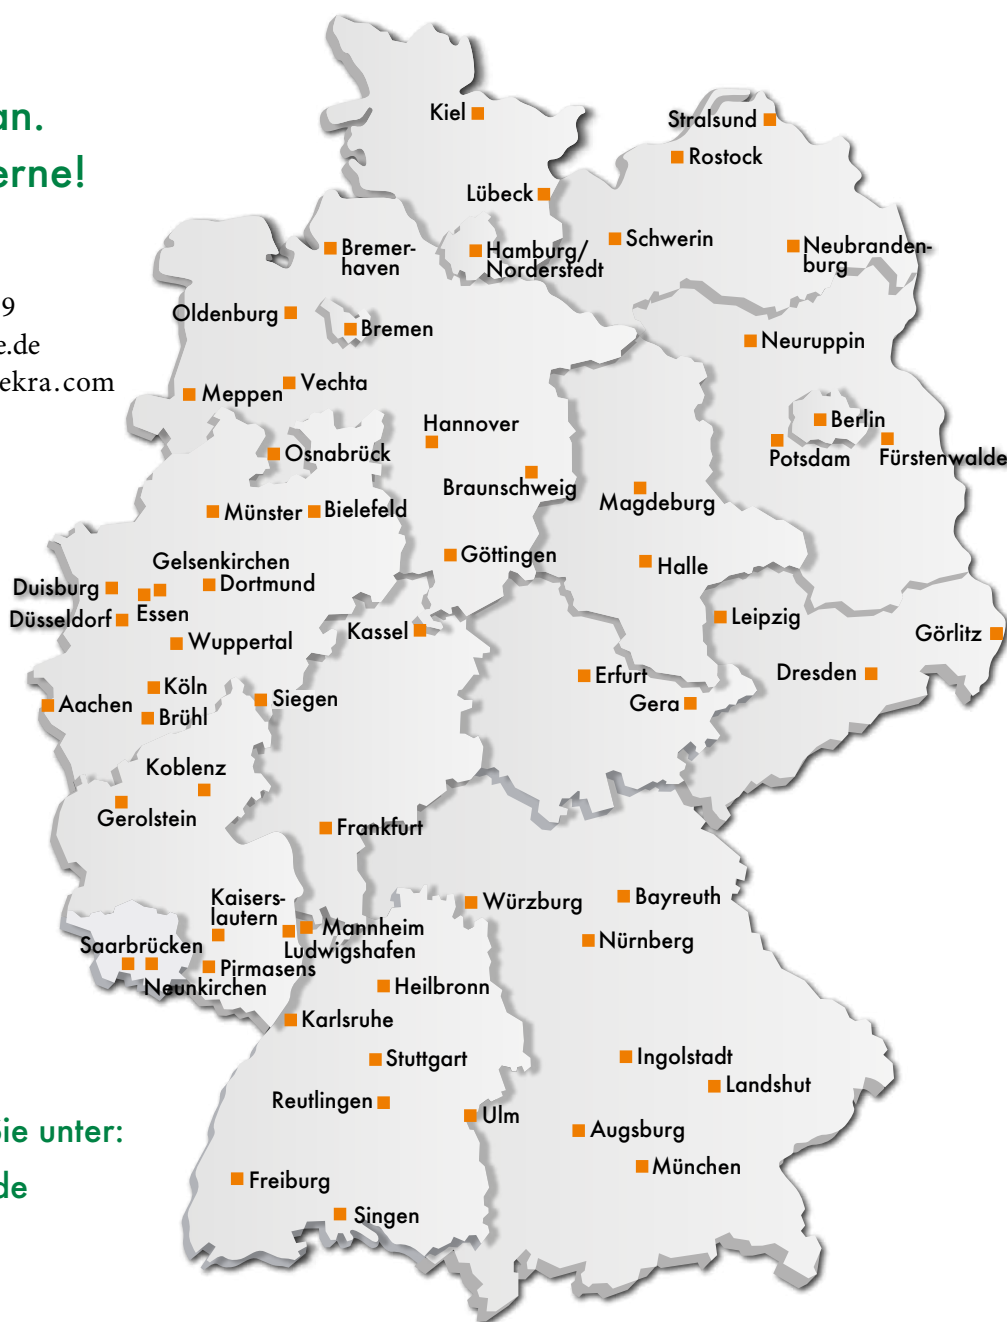 an.
erne!
9
e.de
ekra.com
Kiel
Stralsund
Rostock
Lübeck
Schwerin
Hamburg/
Norderstedt
Neubranden-
burg
Bremer-
haven
Oldenburg
Bremen
Neuruppin
Meppen
Vechta
Hannover
Berlin
Potsdam
Fürstenwalde
Osnabrück
Braunschweig
Magdeburg
Münster
Bielefeld
Göttingen
Halle
Gelsenkirchen
Duisburg
Dortmund
Essen
Düsseldorf
Wuppertal
Kassel
Leipzig
Görlitz
Köln
Siegen
Erfurt
Gera
Dresden
Aachen
Brühl
Koblenz
Gerolstein
Frankfurt
Kaisers-
lautern
Würzburg
Bayreuth
Mannheim
Ludwigshafen
Nürnberg
Saarbrücken
Neunkirchen
Pirmasens
Heilbronn
Karlsruhe
Stuttgart
Ingolstadt
Landshut
Reutlingen
Ulm
Augsburg
München
Freiburg
Singen
Sie unter:
de